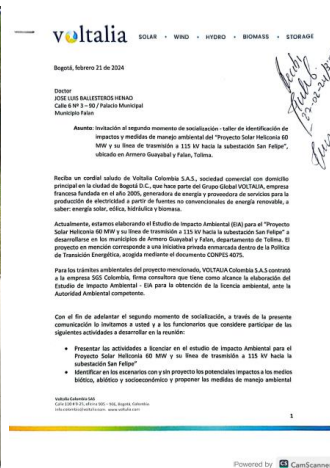 voltalia SOLAR • WIND • HYDRO • BIOMASS • STORAGE
Bogotá, febrero 21 de 2024
Doctor
JOSE LUIS BALLESTEROS HENAO
Calle 6 N° 3 – 90 / Palacio Municipal
Municipio Falan
Asunto: Invitación al segundo momento de socialización - taller de identificación de
impactos y medidas de manejo ambiental del "Proyecto Solar Heliconia 60
MW y su línea de trasmisión a 115 kV hacia la subestación San Felipe",
ubicado en Armero Guayabal y Falan, Tolima.
Reciba un cordial saludo de Voltalia Colombia S.A.S., sociedad comercial con domicilio
principal en la ciudad de Bogotá D.C., que hace parte del Grupo Global VOLTALIA, empresa
francesa fundada en el año 2005, generadora de energía y proveedora de servicios para la
producción de electricidad a partir de fuentes no convencionales de energía renovable, a
saber: energía solar, eólica, hidráulica y biomasa.
Actualmente, estamos elaborando el Estudio de Impacto Ambiental (EIA) para el "Proyecto
Solar Heliconia 60 MW y su línea de trasmisión a 115 kV hacia la subestación San Felipe" a
desarrollarse en los municipios de Armero Guayabal y Falan, departamento de Tolima. El
proyecto en mención corresponde a una iniciativa privada enmarcada dentro de la Política
de Transición Energética, acogida mediante el documento CONPES 4075.
Para los trámites ambientales del proyecto mencionado, VOLTALIA Colombia S.A.S contrató
a la empresa SGS Colombia, firma consultora que tiene como alcance la elaboración del
Estudio de Impacto Ambiental - EIA para la obtención de la licencia ambiental, ante la
Autoridad Ambiental competente.
Con el fin de adelantar el segundo momento de socialización, a través de la presente
comunicación lo invitamos a usted y a los funcionarios que considere participar de las
siguientes actividades a desarrollar en la reunión:
• Presentar las actividades a licenciar en el estudio de impacto Ambiental para el
Proyecto Solar Heliconia 60 MW y su línea de trasmisión a 115 kV hacia la
subestación San Felipe"
• Identificar en los escenarios con y sin proyecto los potenciales impactos a los medios
biótico, abiótico y socioeconómico y proponer las medidas de manejo ambiental
Voltalia Colombia SAS
1
Powered by CS CamScanner